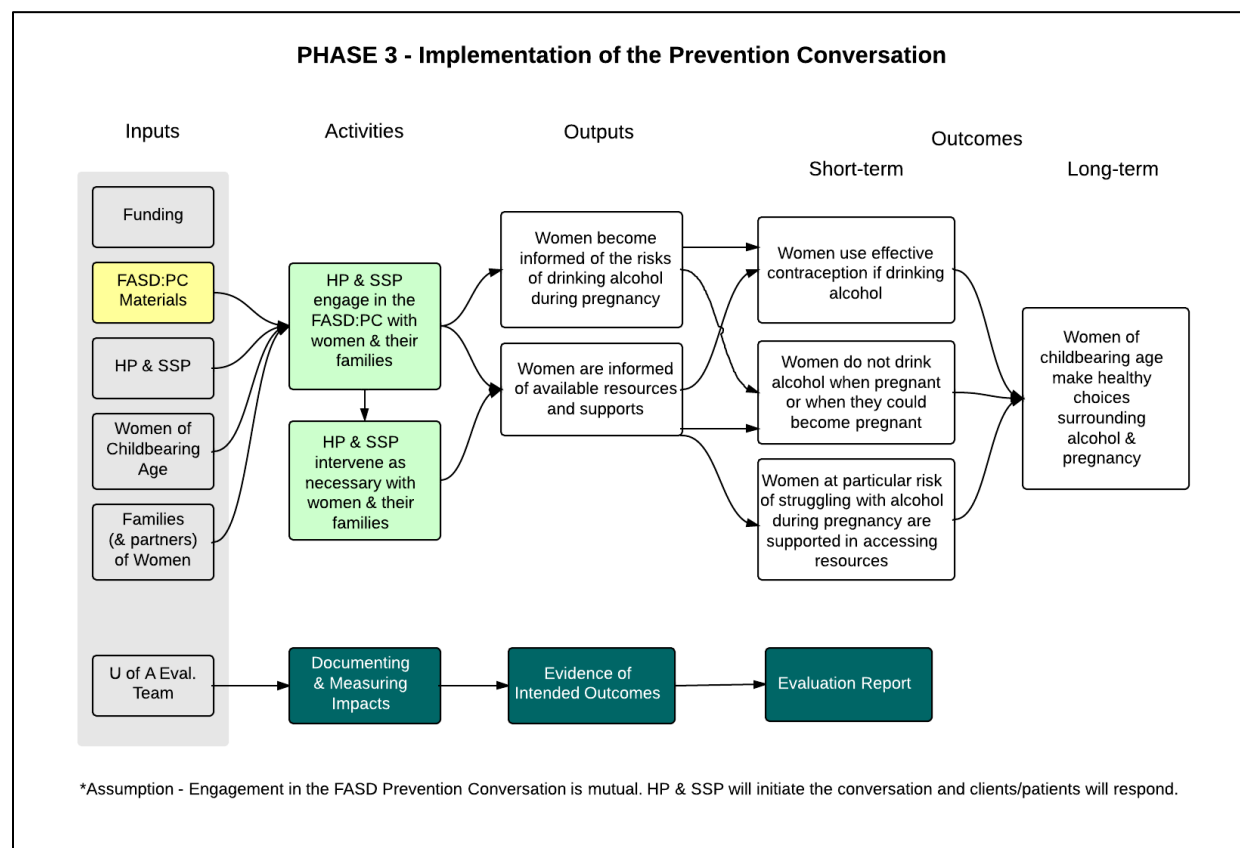 PHASE 3 - Implementation of the Prevention Conversation
Inputs
Activities
Outputs
Outcomes
Short-term
Long-term
Funding
FASD:PC
Materials
HP & SSP
Women of
Childbearing
Age
Families
(& partners)
of Women
HP & SSP
engage in the
FASD:PC with
women & their
families
HP & SSP
intervene as
necessary with
women & their
families
Women become
informed of the risks
of drinking alcohol
during pregnancy
Women are informed
of available resources
and supports
Women use effective
contraception if drinking
alcohol
Women do not drink
alcohol when pregnant
or when they could
become pregnant
Women at particular risk
of struggling with alcohol
during pregnancy are
supported in accessing
resources
Women of
childbearing age
make healthy
choices
surrounding
alcohol &
pregnancy
U of A Eval.
Team
Documenting
& Measuring
Impacts
Evidence of
Intended Outcomes
Evaluation Report
*Assumption - Engagement in the FASD Prevention Conversation is mutual. HP & SSP will initiate the conversation and clients/patients will respond.